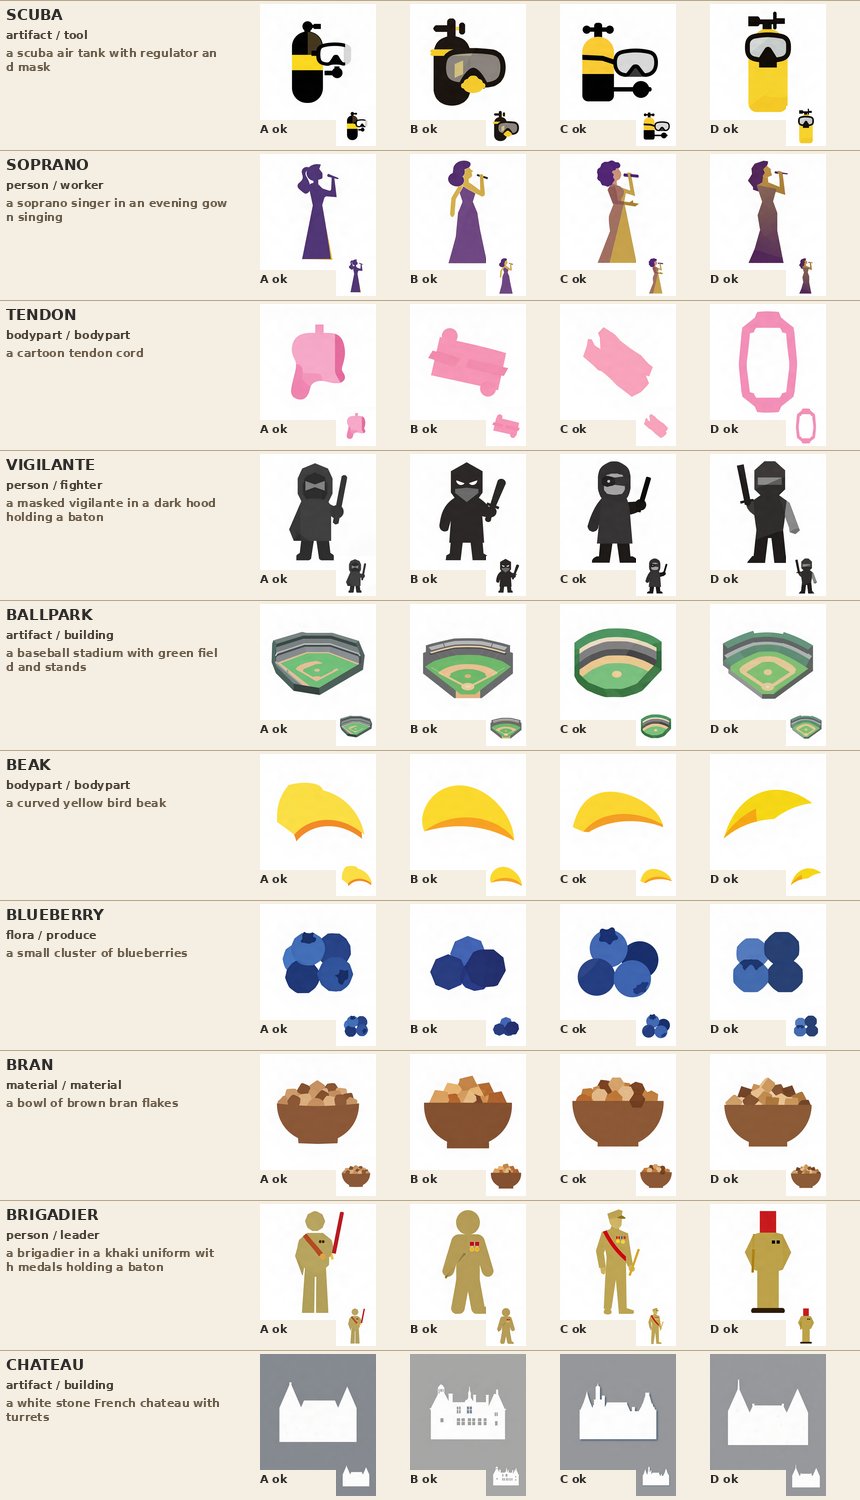 SCUBA
artifact / tool
a scuba air tank with regulator an
d mask
A ok
B ok
C ok
D ok
SOPRANO
person / worker
a soprano singer in an evening gow
n singing
A ok
B ok
C ok
D ok
TENDON
bodypart / bodypart
a cartoon tendon cord
A ok
B ok
C ok
D ok
VIGILANTE
person / fighter
a masked vigilante in a dark hood
holding a baton
A ok
B ok
C ok
D ok
BALLPARK
artifact / building
a baseball stadium with green fiel
d and stands
A ok
B ok
C ok
D ok
BEAK
bodypart / bodypart
a curved yellow bird beak
A ok
B ok
C ok
D ok
BLUEBERRY
flora / produce
a small cluster of blueberries
A ok
B ok
C ok
D ok
BRAN
material / material
a bowl of brown bran flakes
A ok
B ok
C ok
D ok
BRIGADIER
person / leader
a brigadier in a khaki uniform wit
h medals holding a baton
A ok
B ok
C ok
D ok
CHATEAU
artifact / building
a white stone French chateau with
turrets
A ok
B ok
C ok
D ok